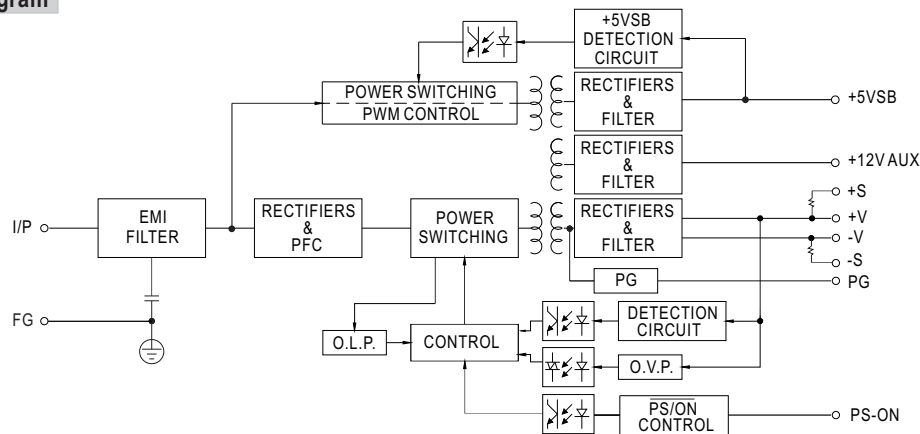 gram
+5VSB
DETECTION
CIRCUIT
POWER SWITCHING
PWM CONTROL
RECTIFIERS
&
FILTER
+5VSB
RECTIFIERS
&
FILTER
+12V AUX
I/P
EMI
FILTER
RECTIFIERS
&
PFC
POWER
SWITCHING
RECTIFIERS
&
FILTER
+S
+V
-V
-S
PG
PG
FG
O.L.P.
CONTROL
DETECTION
CIRCUIT
O.V.P.
PS/ON
CONTROL
PS-ON